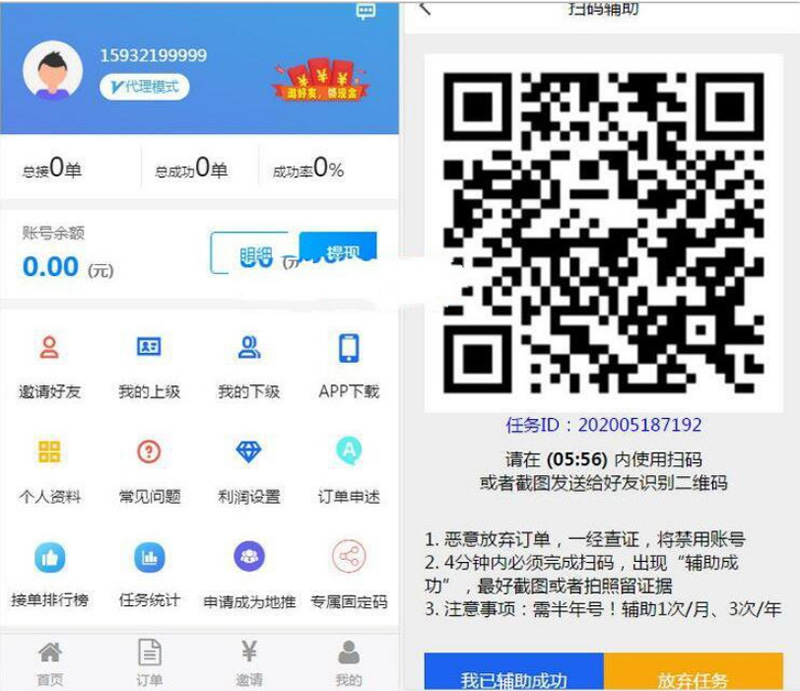 15932199999
代理模式
邀好友，领现金
总接0单
总成功0单
成功率0%
账号余额
0.00 (元)
明细
提现
邀请好友
我的上级
我的下级
APP下载
个人资料
常见问题
利润设置
订单申述
接单排行榜
任务统计
申请成为地推
专属固定码
首页
订单
邀请
我的
扫码辅助
任务ID：202005187192
请在 (05:56) 内使用扫码
或者截图发送给好友识别二维码
1. 恶意放弃订单，一经查证，将禁用账号
2. 4分钟内必须完成扫码，出现“辅助成
功”，最好截图或者拍照留证据
3. 注意事项：需半年号！辅助1次/月、3次/年
我已辅助成功
放弃任务